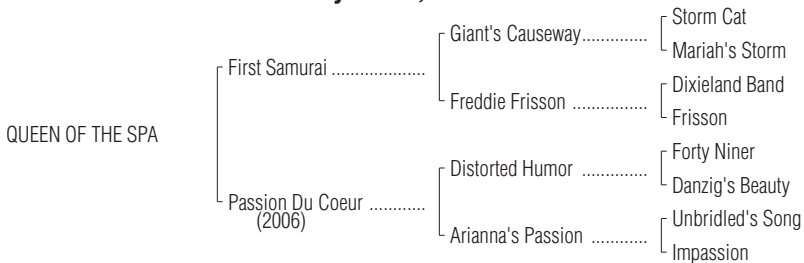 Storm Cat
Giant's Causeway..............
Mariah's Storm
First Samurai ....................
Dixieland Band
Freddie Frisson ................
Frisson
QUEEN OF THE SPA
Forty Niner
Distorted Humor ..............
Danzig's Beauty
Passion Du Coeur ............
(2006)
Unbridled's Song
Arianna's Passion ............
Impassion